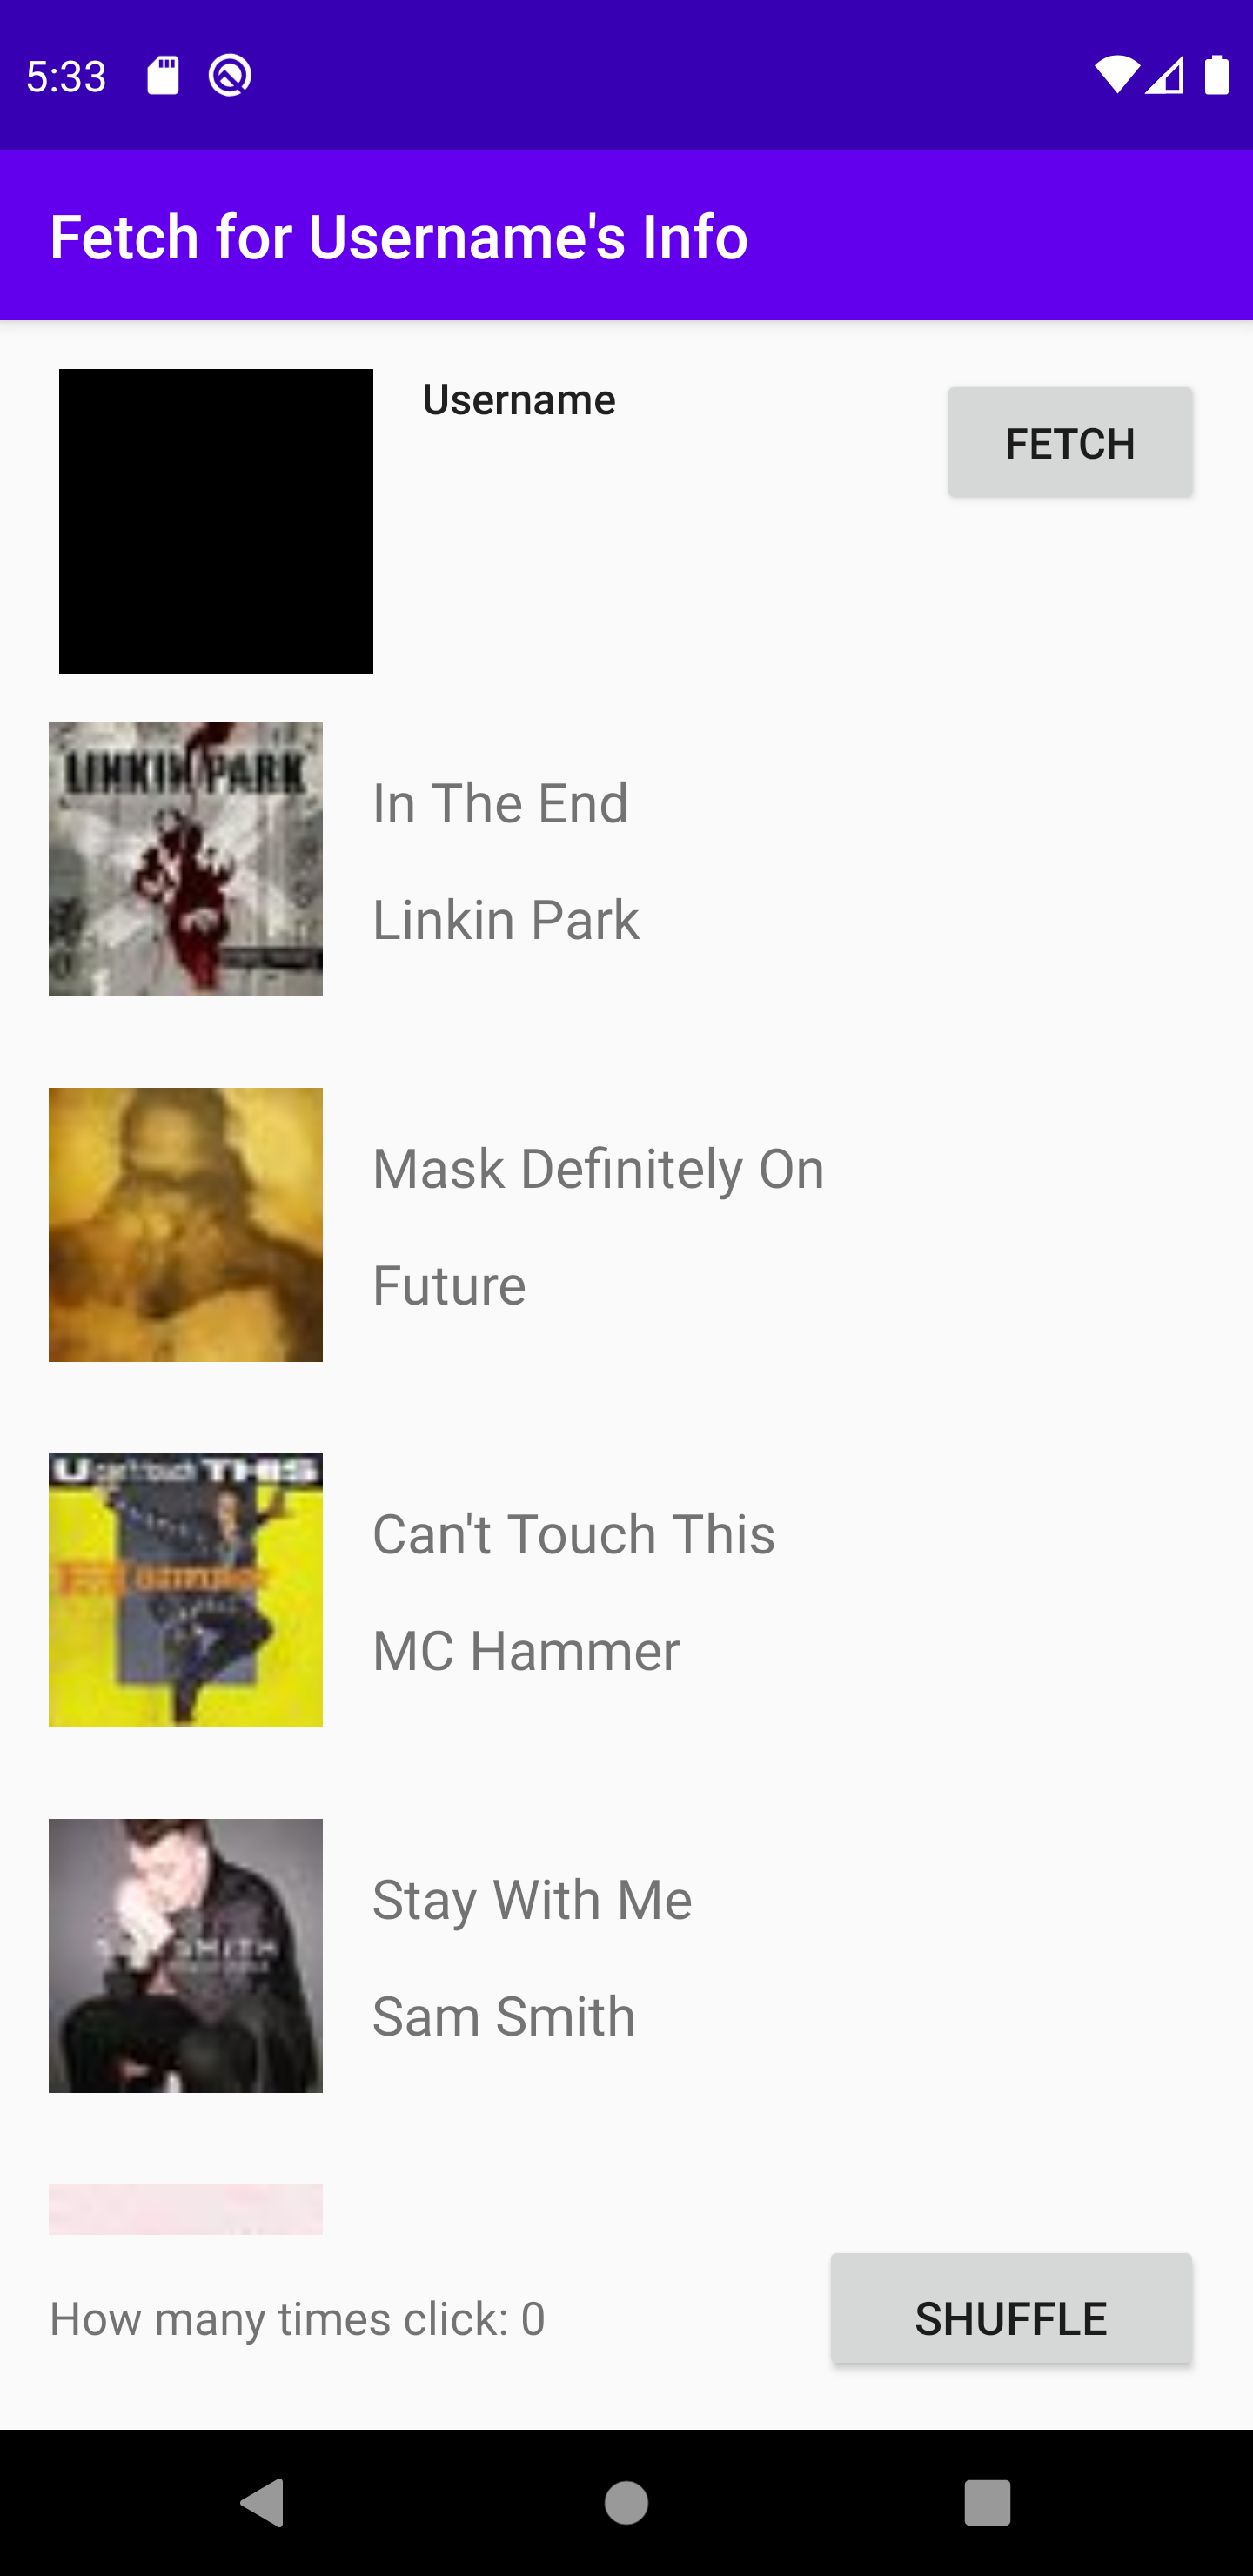 5:33
Fetch for Username's Info
Username
FETCH
LINKIN PARK
In The End
Linkin Park
Mask Definitely On
Future
U can't touch THIS
Can't Touch This
MC Hammer
SMITH
Stay With Me
Sam Smith
How many times click: 0
SHUFFLE